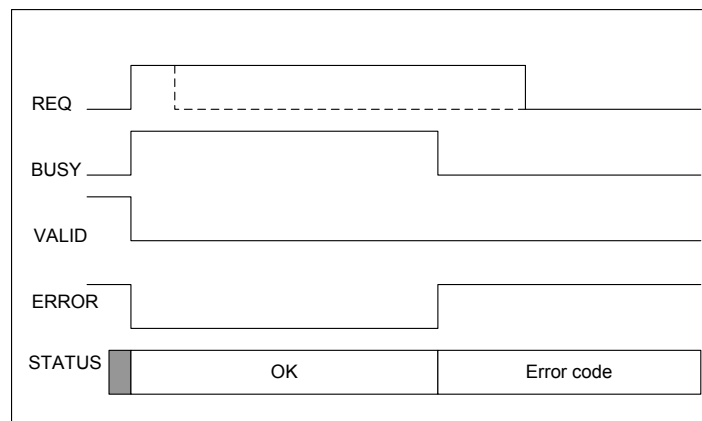 REQ
BUSY
VALID
ERROR
STATUS
OK
Error code